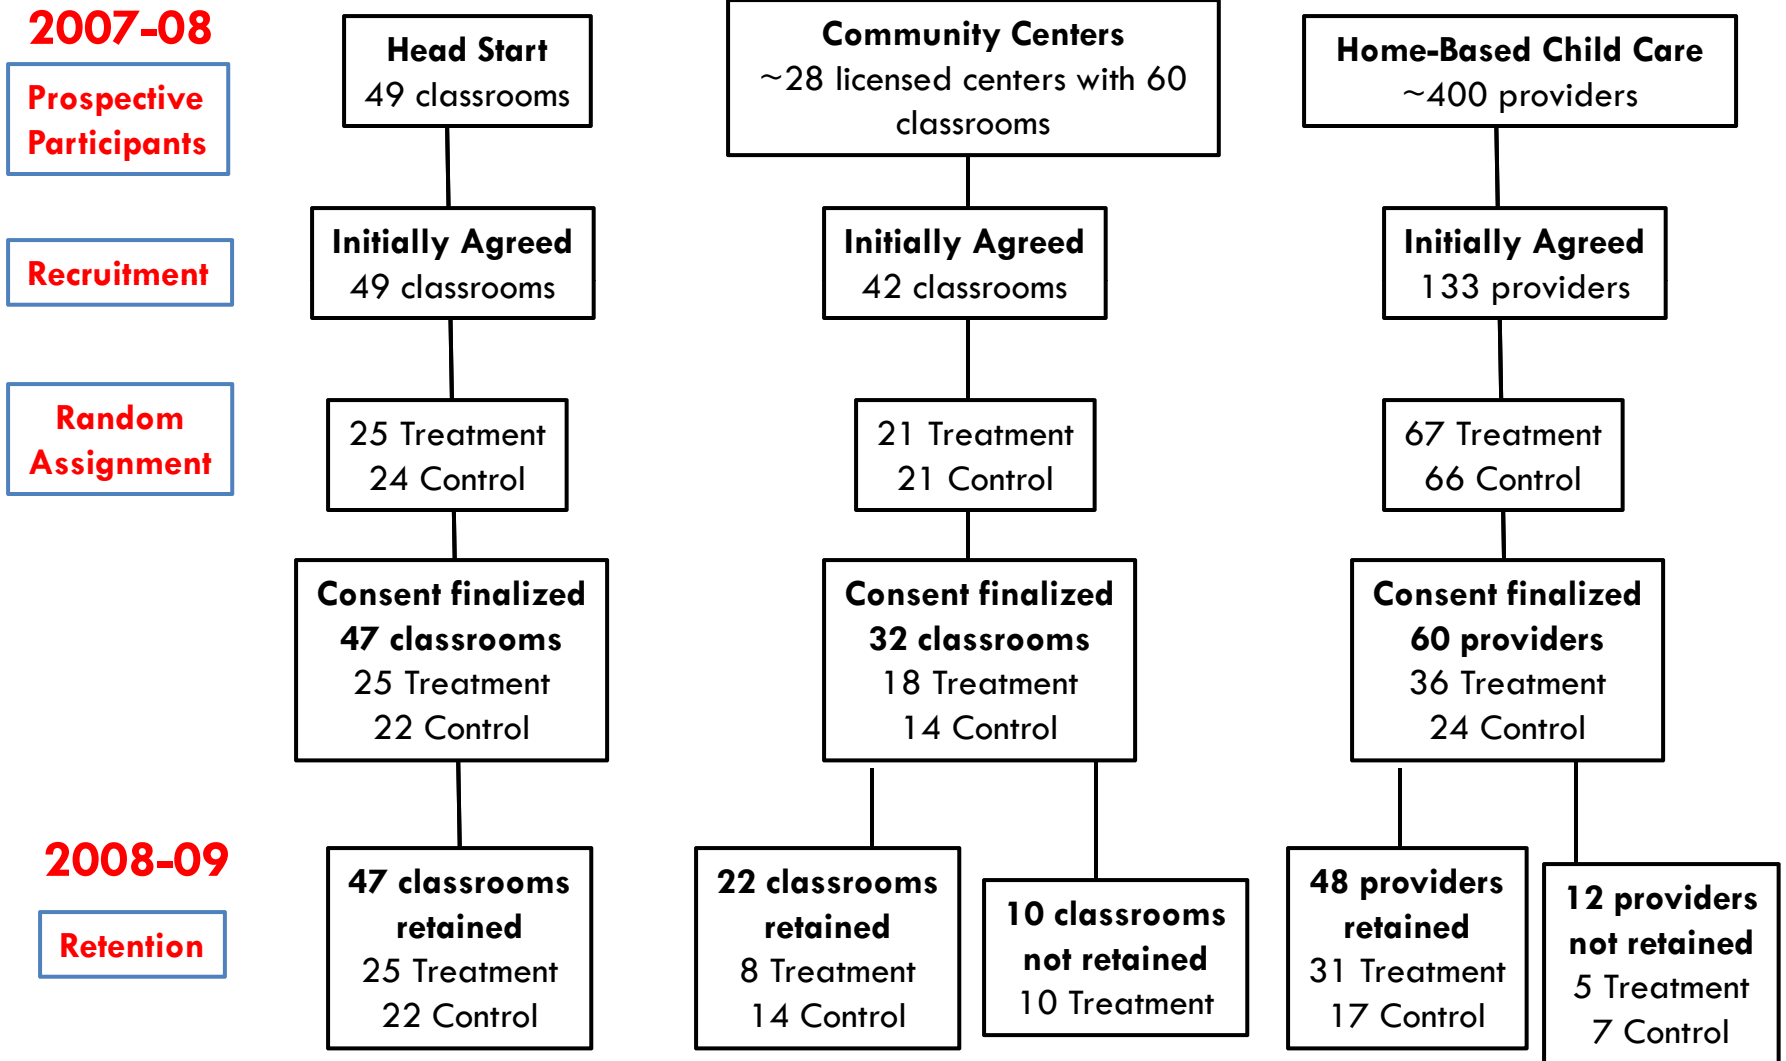 2007-08
Prospective
Participants
Head Start
49 classrooms
Community Centers
~28 licensed centers with 60
classrooms
Home-Based Child Care
~400 providers
Recruitment
Initially Agreed
49 classrooms
Initially Agreed
42 classrooms
Initially Agreed
133 providers
Random
Assignment
25 Treatment
24 Control
21 Treatment
21 Control
67 Treatment
66 Control
Consent finalized
47 classrooms
25 Treatment
22 Control
Consent finalized
32 classrooms
18 Treatment
14 Control
Consent finalized
60 providers
36 Treatment
24 Control
2008-09
Retention
47 classrooms
retained
25 Treatment
22 Control
22 classrooms
retained
8 Treatment
14 Control
10 classrooms
not retained
10 Treatment
48 providers
retained
31 Treatment
17 Control
12 providers
not retained
5 Treatment
7 Control